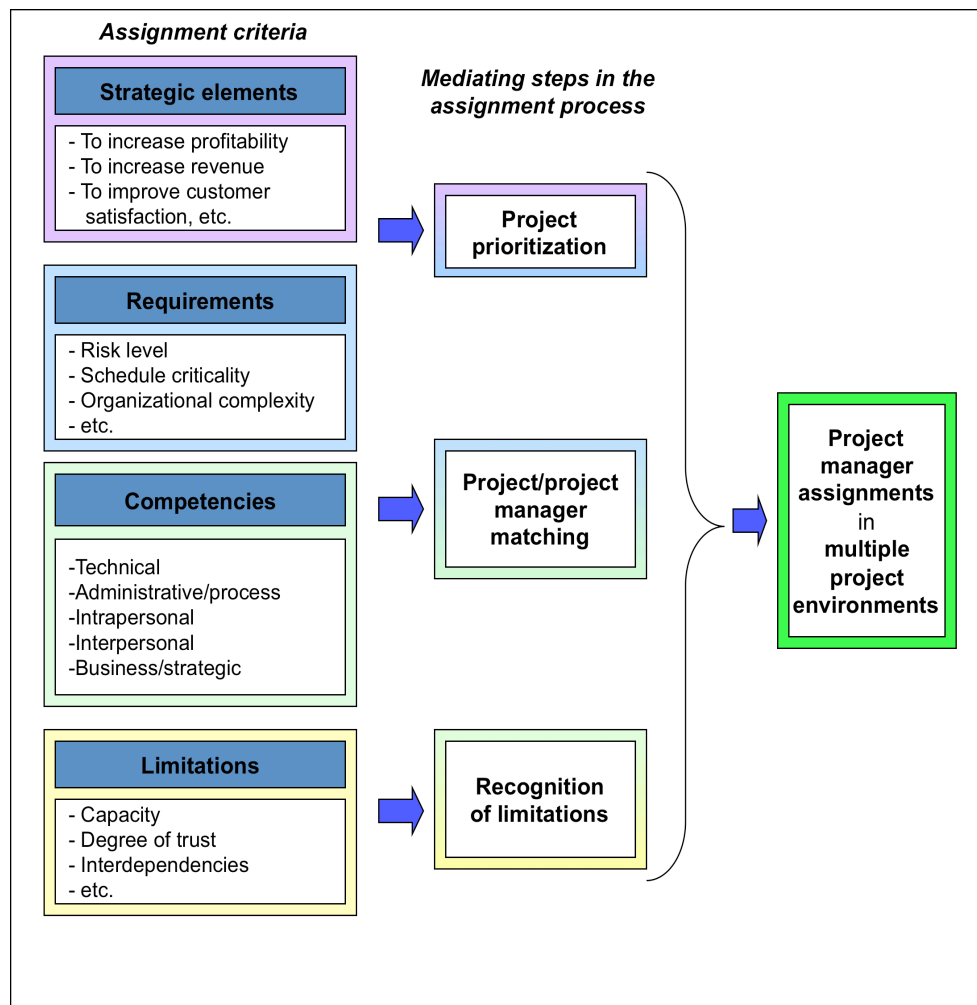 Assignment criteria
Strategic elements
- To increase profitability
- To increase revenue
- To improve customer
satisfaction, etc.
Requirements
- Risk level
- Schedule criticality
- Organizational complexity
- etc.
Competencies
-Technical
-Administrative/process
-Intrapersonal
-Interpersonal
-Business/strategic
Limitations
- Capacity
- Degree of trust
- Interdependencies
- etc.
Mediating steps in the
assignment process
Project
prioritization
Project/project
manager
matching
Recognition
of limitations
Project
manager
assignments
in
multiple
project
environments